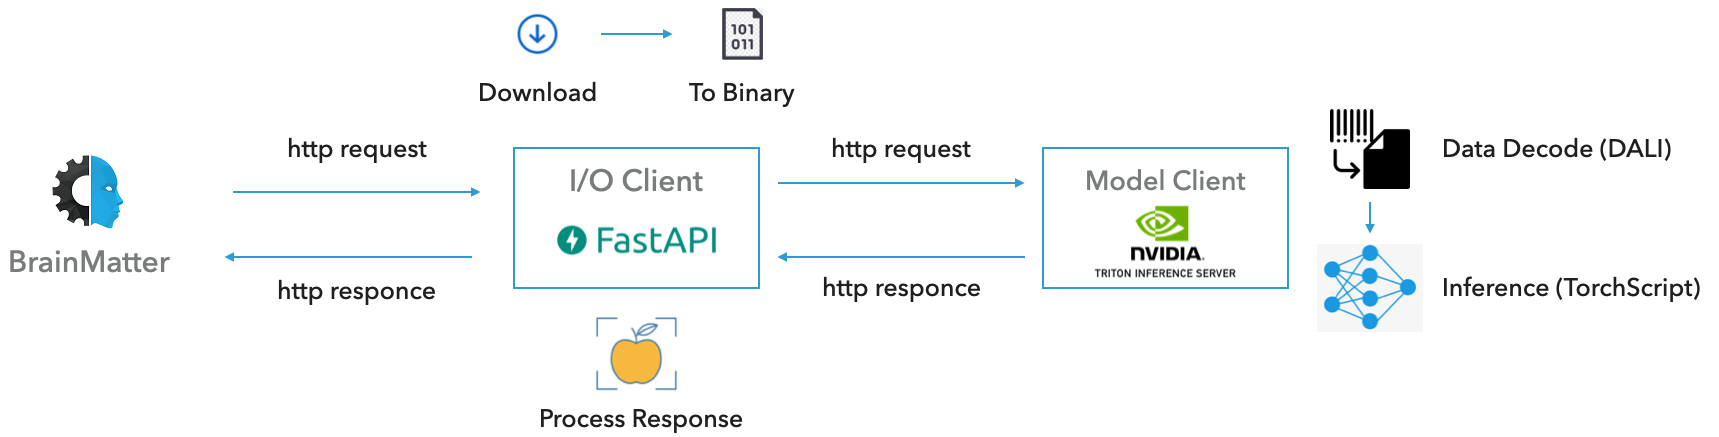 101
011
Download
To Binary
http request
http request
I/O Client
FastAPI
Model Client
NVIDIA.
TRITON INFERENCE SERVER
Data Decode (DALI)
BrainMatter
http responce
http responce
Inference (TorchScript)
Process Response